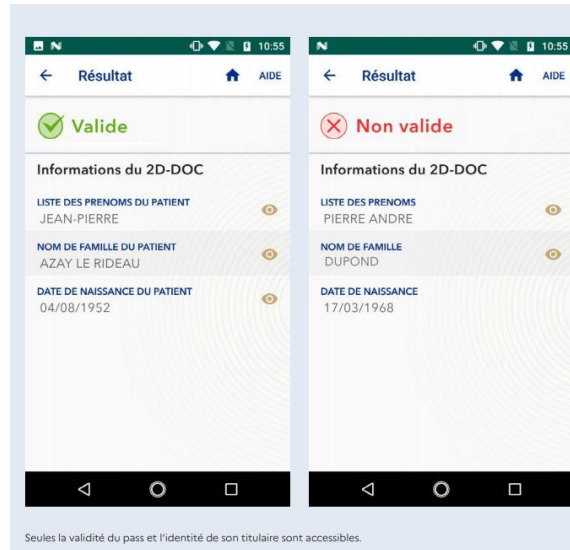 10:55
Résultat
AIDE
Valide
Informations du 2D-DOC
LISTE DES PRENOMS DU PATIENT
JEAN-PIERRE
NOM DE FAMILLE DU PATIENT
AZAY LE RIDEAU
DATE DE NAISSANCE DU PATIENT
04/08/1952
10:55
Résultat
AIDE
Non valide
Informations du 2D-DOC
LISTE DES PRENOMS
PIERRE ANDRE
NOM DE FAMILLE
DUPOND
DATE DE NAISSANCE
17/03/1968
Seules la validité du pass et l'identité de son titulaire sont accessibles.